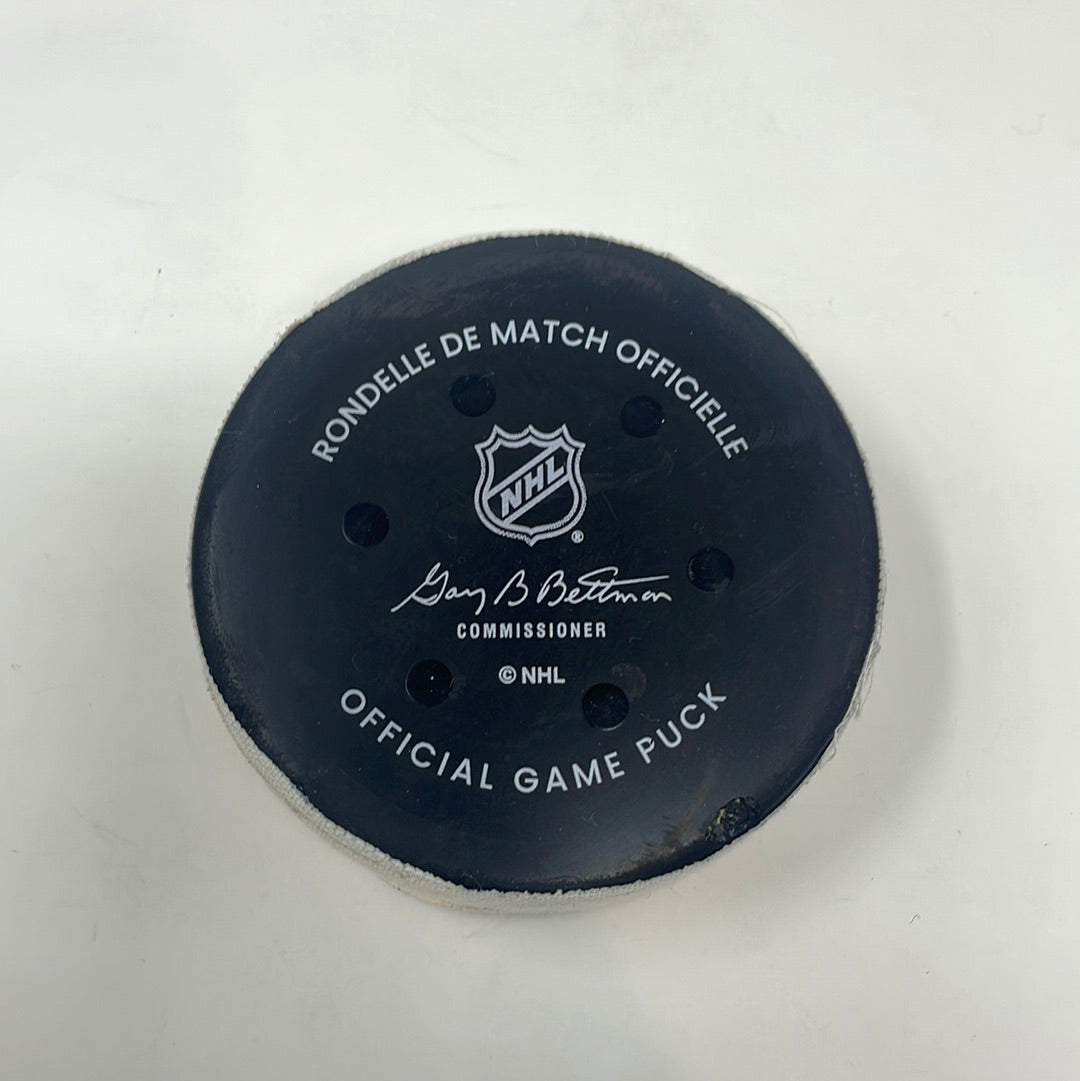 RONDELLE DE MATCH OFFICIELLE
NHL
®
Gary B Bettman
COMMISSIONER
© NHL
OFFICIAL GAME PUCK